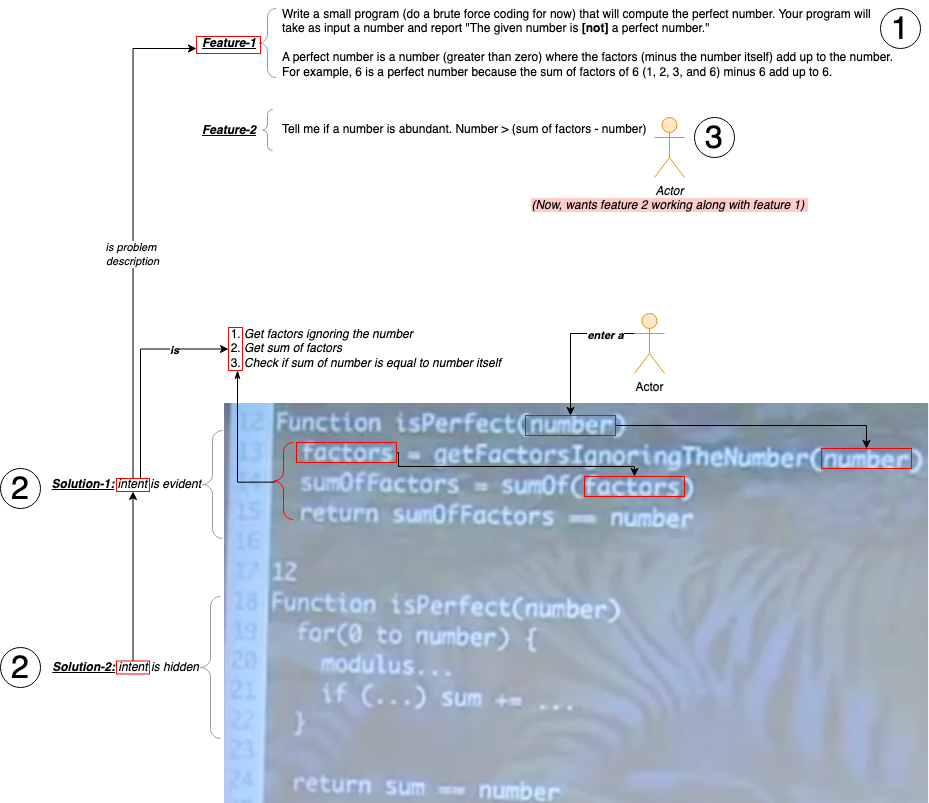 Write a small program (do a brute force coding for now) that will compute the perfect number. Your program will
take as input a number and report "The given number is [not] a perfect number."
1
Feature-1
A perfect number is a number (greater than zero) where the factors (minus the number itself) add up to the number.
For example, 6 is a perfect number because the sum of factors of 6 (1, 2, 3, and 6) minus 6 add up to 6.
Feature-2
Tell me if a number is abundant. Number > (sum of factors - number)
3
Actor
(Now, wants feature 2 working along with feature 1)
is problem
description
1. Get factors ignoring the number
is
2. Get sum of factors
3. Check if sum of number is equal to number itself
enter a
Actor
12 Function isPerfect(number)
13 factors = getFactorsIgnoringTheNumber(number)
2
Solution-1: intent is evident
sumOfFactors = sumOf(factors)
15 return sumOfFactors == number
16
17 12
18 Function isPerfect(number)
19 for(0 to number) {
2
Solution-2: intent is hidden
20 modulus...
21 if (...) sum += ...
22 }
23
24 return sum == number